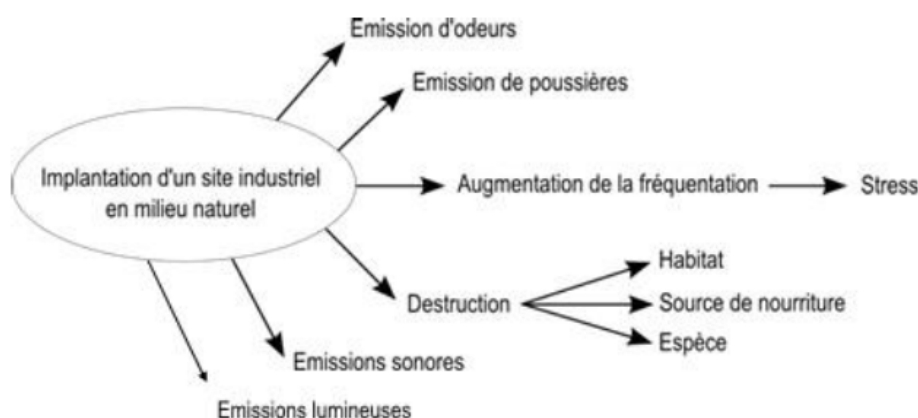 Emission d'odeurs
Emission de poussières
Implantation d'un site industriel
en milieu naturel
Augmentation de la fréquentation
Stress
Habitat
Destruction
Source de nourriture
Espèce
Emissions sonores
Emissions lumineuses